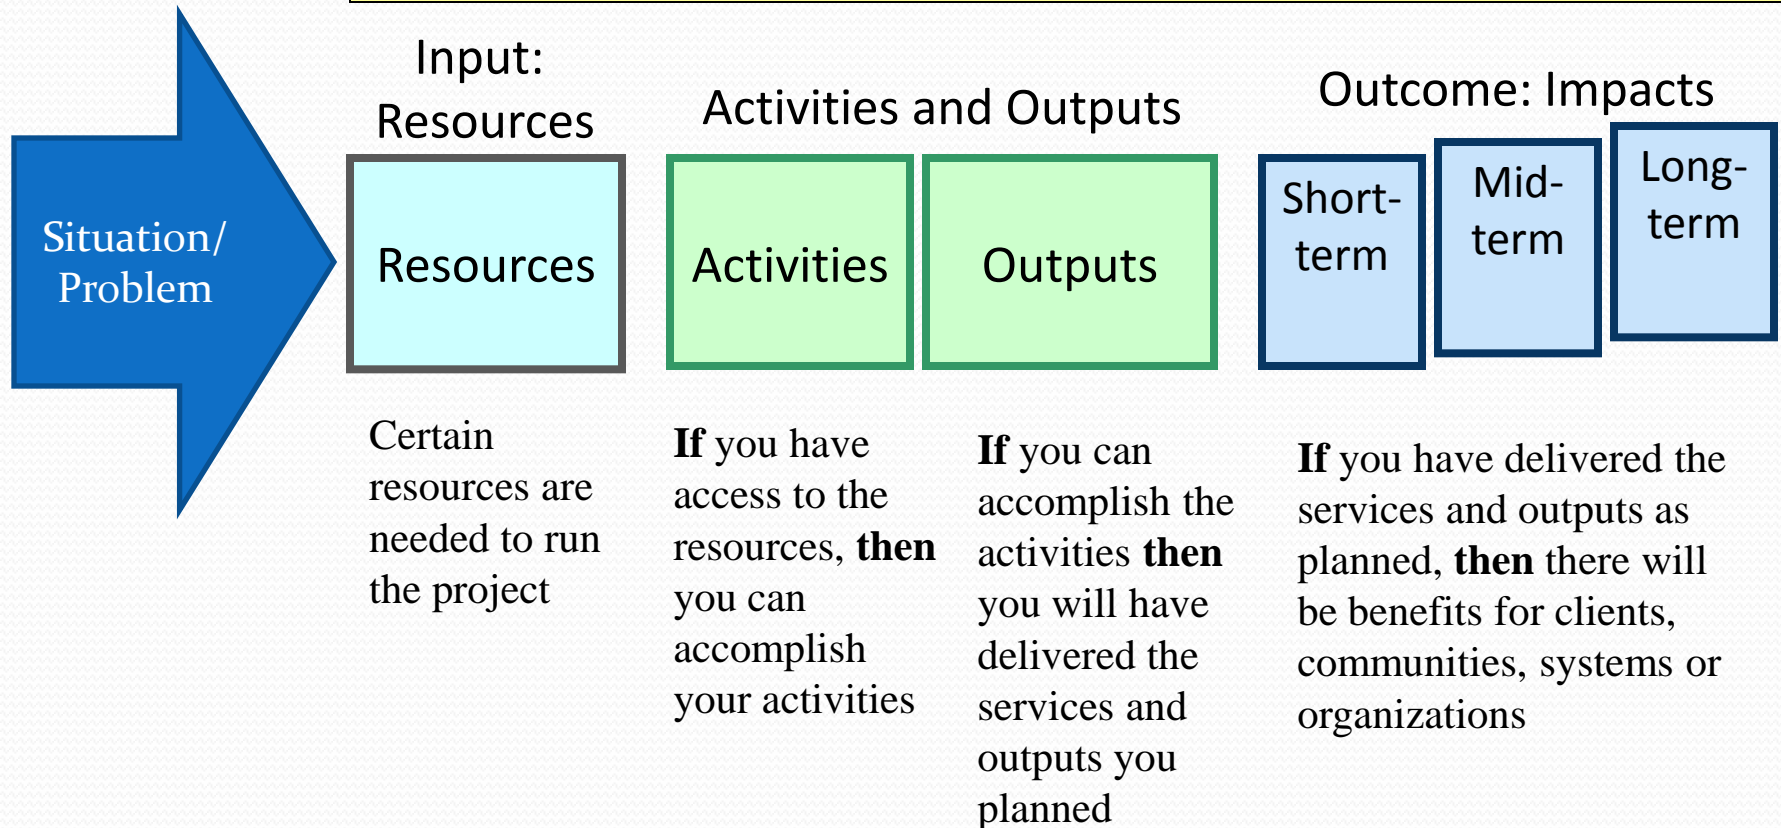 Situation/
Problem
Input:
Resources
Resources
Certain
resources are
needed to run
the project
Activities and Outputs
Activities
Outputs
If you have
access to the
resources, then
you can
accomplish
your activities
If you can
accomplish the
activities then
you will have
delivered the
services and
outputs you
planned
Outcome: Impacts
Short-
term
Mid-
term
Long-
term
If you have delivered the
services and outputs as
planned, then there will
be benefits for clients,
communities, systems or
organizations